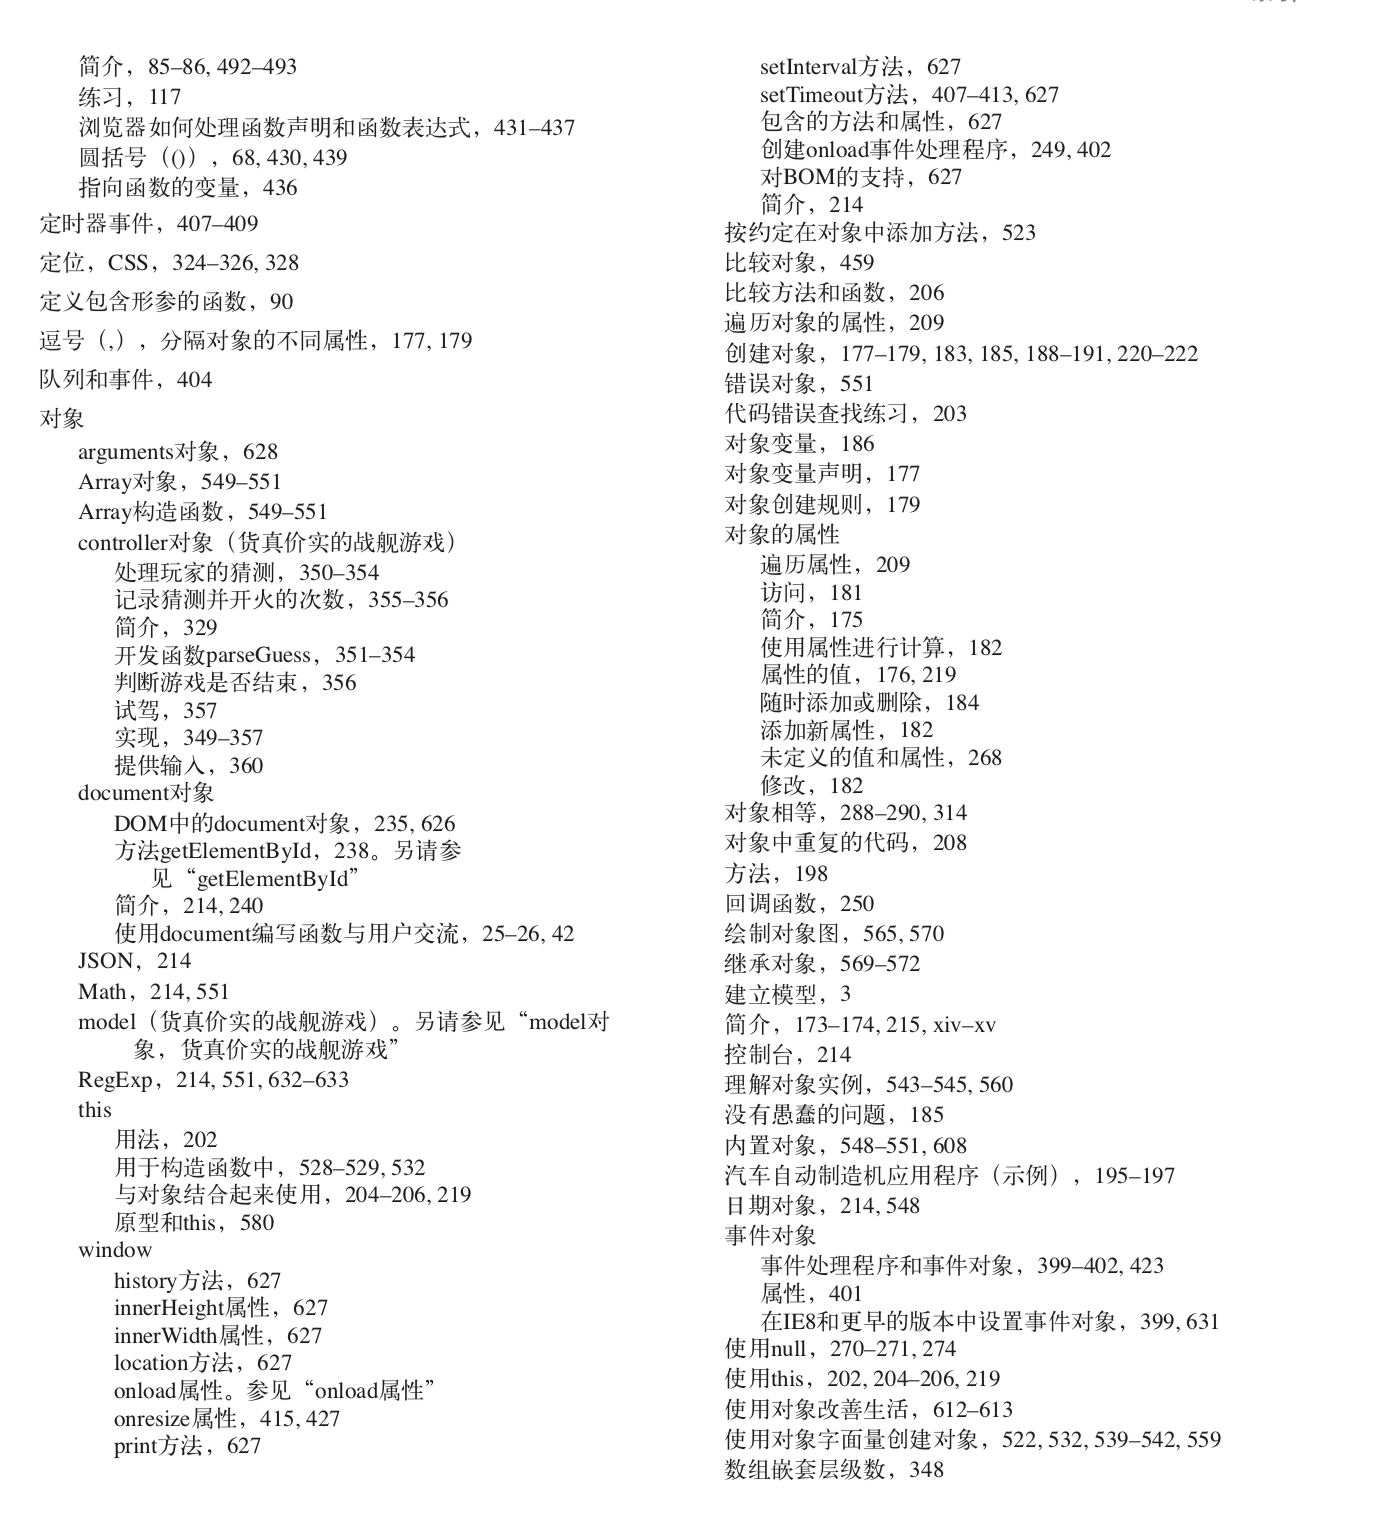 简介，85–86, 492–493
练习，117
浏览器如何处理函数声明和函数表达式，431–437
圆括号（()），68, 430, 439
指向函数的变量，436
定时器事件，407–409
定位，CSS，324–326, 328
定义包含形参的函数，90
逗号（,），分隔对象的不同属性，177, 179
队列和事件，404
对象
arguments对象，628
Array对象，549–551
Array构造函数，549–551
controller对象（货真价实的战舰游戏）
处理玩家的猜测，350–354
记录猜测并开火的次数，355–356
简介，329
开发函数parseGuess，351–354
判断游戏是否结束，356
试驾，357
实现，349–357
提供输入，360
document对象
DOM中的document对象，235, 626
方法getElementById，238。另请参
见“getElementById”
简介，214, 240
使用document编写函数与用户交流，25–26, 42
JSON，214
Math，214, 551
model（货真价实的战舰游戏）。另请参见“model对
象，货真价实的战舰游戏”
RegExp，214, 551, 632–633
this
用法，202
用于构造函数中，528–529, 532
与对象结合起来使用，204–206, 219
原型和this，580
window
history方法，627
innerHeight属性，627
innerWidth属性，627
location方法，627
onload属性。参见“onload属性”
onresize属性，415, 427
print方法，627
setInterval方法，627
setTimeout方法，407–413, 627
包含的方法和属性，627
创建onload事件处理程序，249, 402
对BOM的支持，627
简介，214
按约定在对象中添加方法，523
比较对象，459
比较方法和函数，206
遍历对象的属性，209
创建对象，177–179, 183, 185, 188–191, 220–222
错误对象，551
代码错误查找练习，203
对象变量，186
对象变量声明，177
对象创建规则，179
对象的属性
遍历属性，209
访问，181
简介，175
使用属性进行计算，182
属性的值，176, 219
随时添加或删除，184
添加新属性，182
未定义的值和属性，268
修改，182
对象相等，288–290, 314
对象中重复的代码，208
方法，198
回调函数，250
绘制对象图，565, 570
继承对象，569–572
建立模型，3
简介，173–174, 215, xiv–xv
控制台，214
理解对象实例，543–545, 560
没有愚蠢的问题，185
内置对象，548–551, 608
汽车自动制造机应用程序（示例），195–197
日期对象，214, 548
事件对象
事件处理程序和事件对象，399–402, 423
属性，401
在IE8和更早的版本中设置事件对象，399, 631
使用null，270–271, 274
使用this，202, 204–206, 219
使用对象改善生活，612–613
使用对象字面量创建对象，522, 532, 539–542, 559
数组嵌套层级数，348